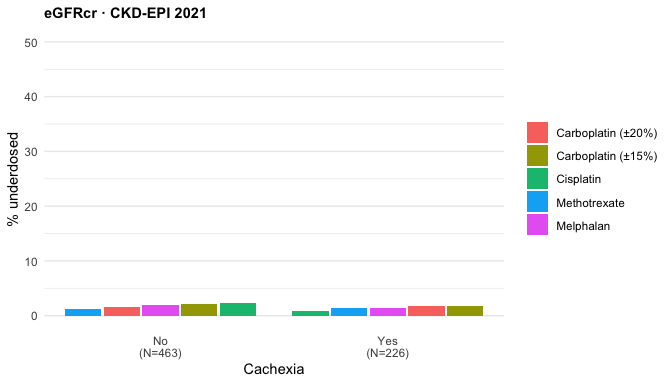 eGFRcr · CKD-EPI 2021
% underdosed
50
40
30
20
10
0
No
(N=463)
Yes
(N=226)
Cachexia
Carboplatin (±20%)
Carboplatin (±15%)
Cisplatin
Methotrexate
Melphalan